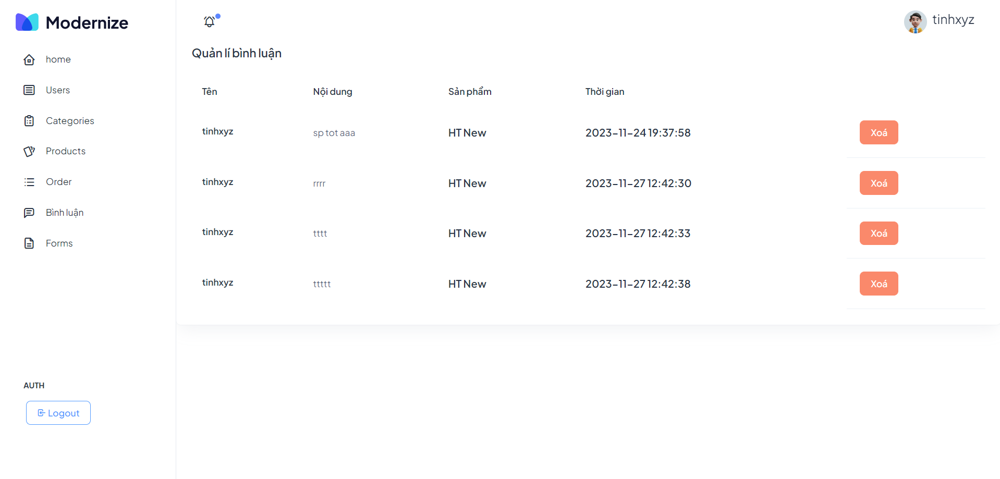 Modernize
tinhxyz
home
Users
Categories
Products
Order
Bình luận
Forms
AUTH
Logout
Quản lí bình luận
Tên Nội dung Sản phẩm Thời gian
tinhxyz sp tot aaa HT New 2023-11-24 19:37:58 Xoá
tinhxyz rrrr HT New 2023-11-27 12:42:30 Xoá
tinhxyz tttt HT New 2023-11-27 12:42:33 Xoá
tinhxyz ttttt HT New 2023-11-27 12:42:38 Xoá